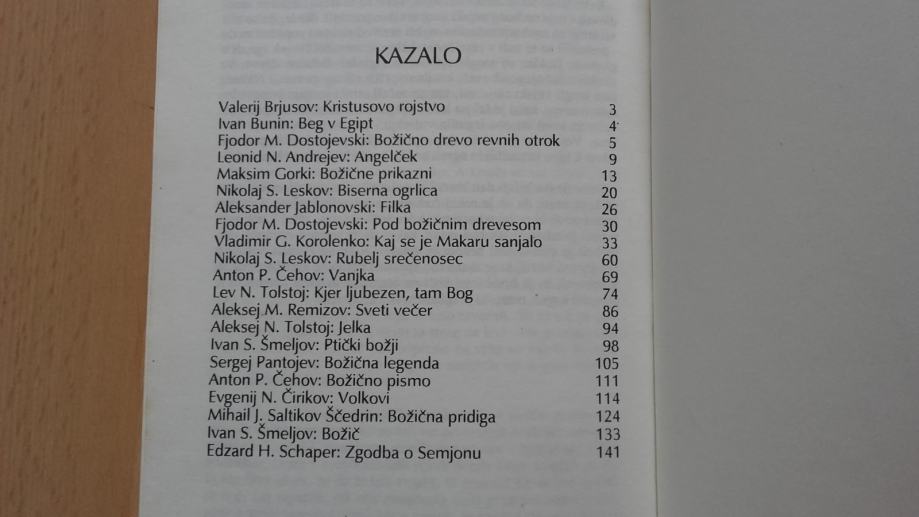 KAZALO
Valerij Brjusov: Kristusovo rojstvo 3
Ivan Bunin: Beg v Egipt 4
Fjodor M. Dostojevski: Božično drevo revnih otrok 5
Leonid N. Andrejev: Angelček 9
Maksim Gorki: Božične prikazni 13
Nikolaj S. Leskov: Biserna ogrlica 20
Aleksander Jablonovski: Filka 26
Fjodor M. Dostojevski: Pod božičnim drevesom 30
Vladimir G. Korolenko: Kaj se je Makaru sanjalo 33
Nikolaj S. Leskov: Rubelj srečenosec 60
Anton P. Čehov: Vanjka 69
Lev N. Tolstoj: Kjer ljubezen, tam Bog 74
Aleksej M. Remizov: Sveti večer 86
Aleksej N. Tolstoj: Jelka 94
Ivan S. Šmeljov: Ptički božji 98
Sergej Pantojev: Božična legenda 105
Anton P. Čehov: Božično pismo 111
Evgenij N. Čirikov: Volkovi 114
Mihail J. Saltikov Ščedrin: Božična pridiga 124
Ivan S. Šmeljov: Božič 133
Edzard H. Schaper: Zgodba o Semjonu 141